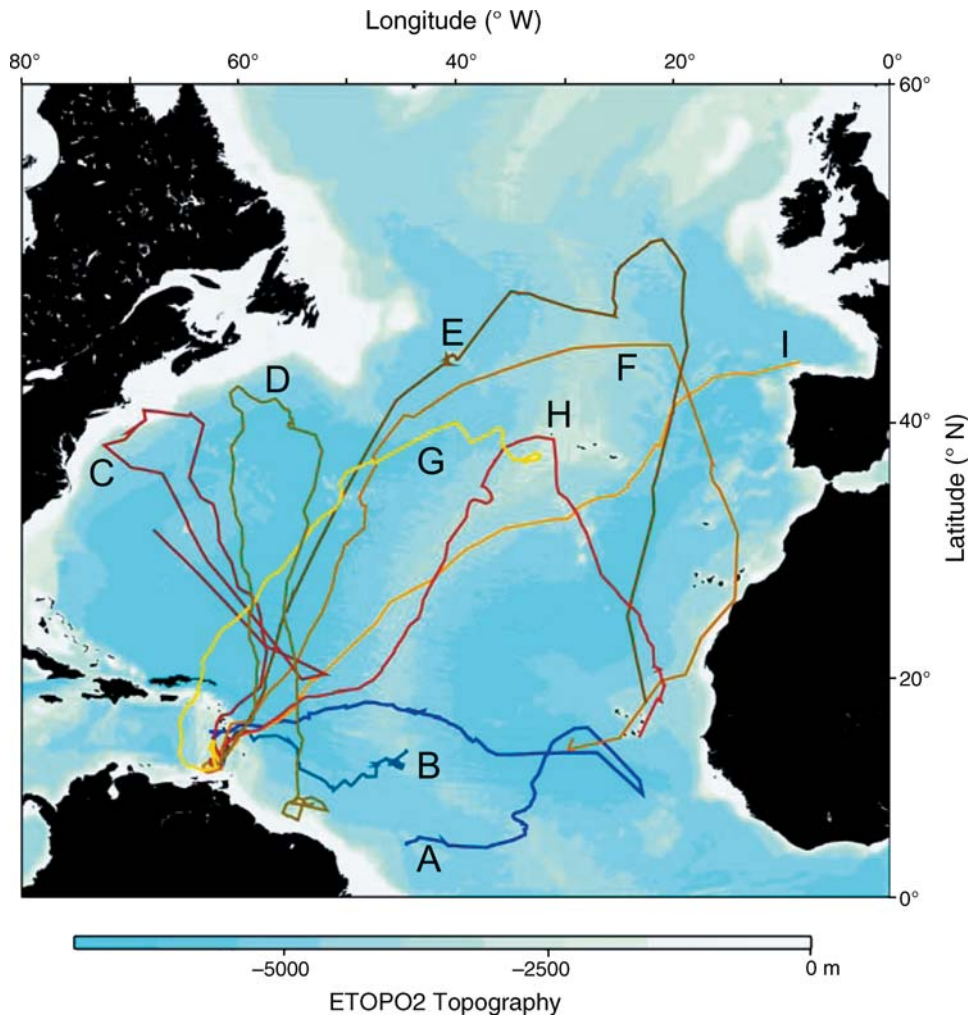 Longitude (° W)
80° 60° 40° 20° 0°
60°
I
E
F
D
H
40°
C
G
Latitude (° N)
20°
B
A
0°
−5000 −2500 0 m
ETOPO2 Topography